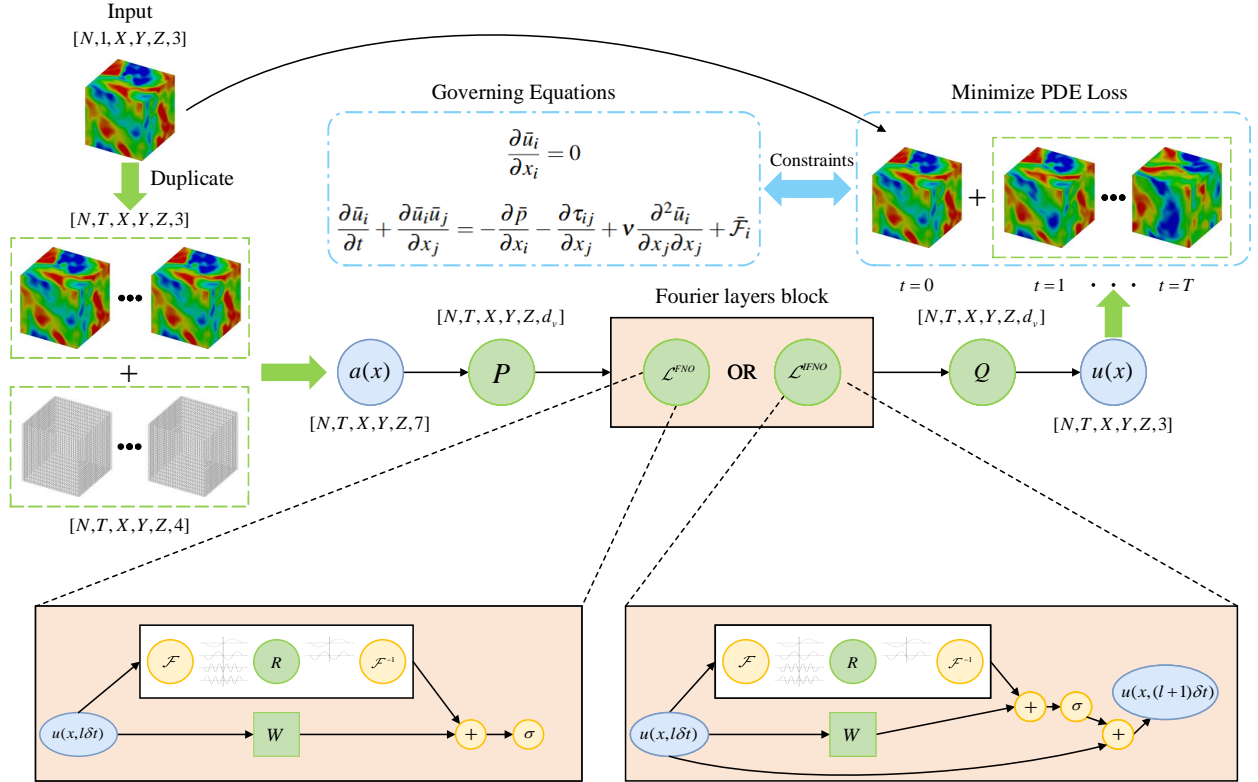 Input
[N,1,X,Y,Z,3]
Duplicate
[N,T,X,Y,Z,3]
+
[N,T,X,Y,Z,4]
Governing Equations
∂ū_i/∂x_i = 0
∂ū_i/∂t + ∂ū_iū_j/∂x_j = −∂p̄/∂x_i − ∂τ_ij/∂x_j + ν ∂²ū_i/∂x_j∂x_j + F̄_i
Constraints
Minimize PDE Loss
+
t=0
t=1
t=T
a(x)
[N,T,X,Y,Z,7]
[N,T,X,Y,Z,d_v]
P
Fourier layers block
ℒ^FNO OR ℒ^IFNO
[N,T,X,Y,Z,d_v]
Q
u(x)
[N,T,X,Y,Z,3]
ℱ R ℱ⁻¹
u(x,lδt) W + σ
ℱ R ℱ⁻¹
u(x,(l+1)δt)
u(x,lδt) W + σ +